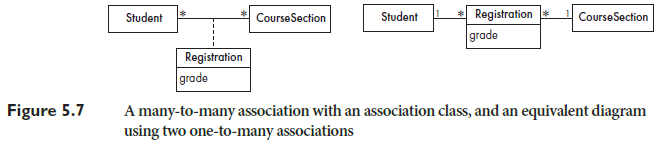 Student * * CourseSection
Registration
grade
Student 1 * Registration * 1 CourseSection
grade
Figure 5.7 A many-to-many association with an association class, and an equivalent diagram
using two one-to-many associations